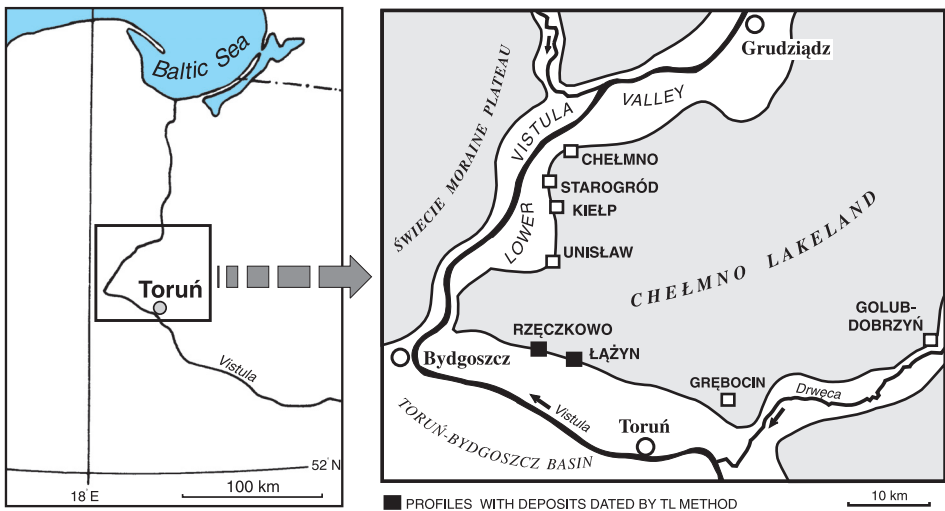 Baltic Sea
Toruń
Vistula
52°N
18°E
100 km
Grudziądz
ŚWIECIE MORAINE PLATEAU
LOWER VISTULA VALLEY
CHEŁMNO
STAROGRÓD
KIEŁP
UNISŁAW
CHEŁMNO LAKELAND
GOLUB-
DOBRZYŃ
RZĘCZKOWO
ŁĄŻYN
Bydgoszcz
GRĘBOCIN
Drwęca
Vistula
Toruń
TORUŃ-BYDGOSZCZ BASIN
PROFILES WITH DEPOSITS DATED BY TL METHOD
10 km